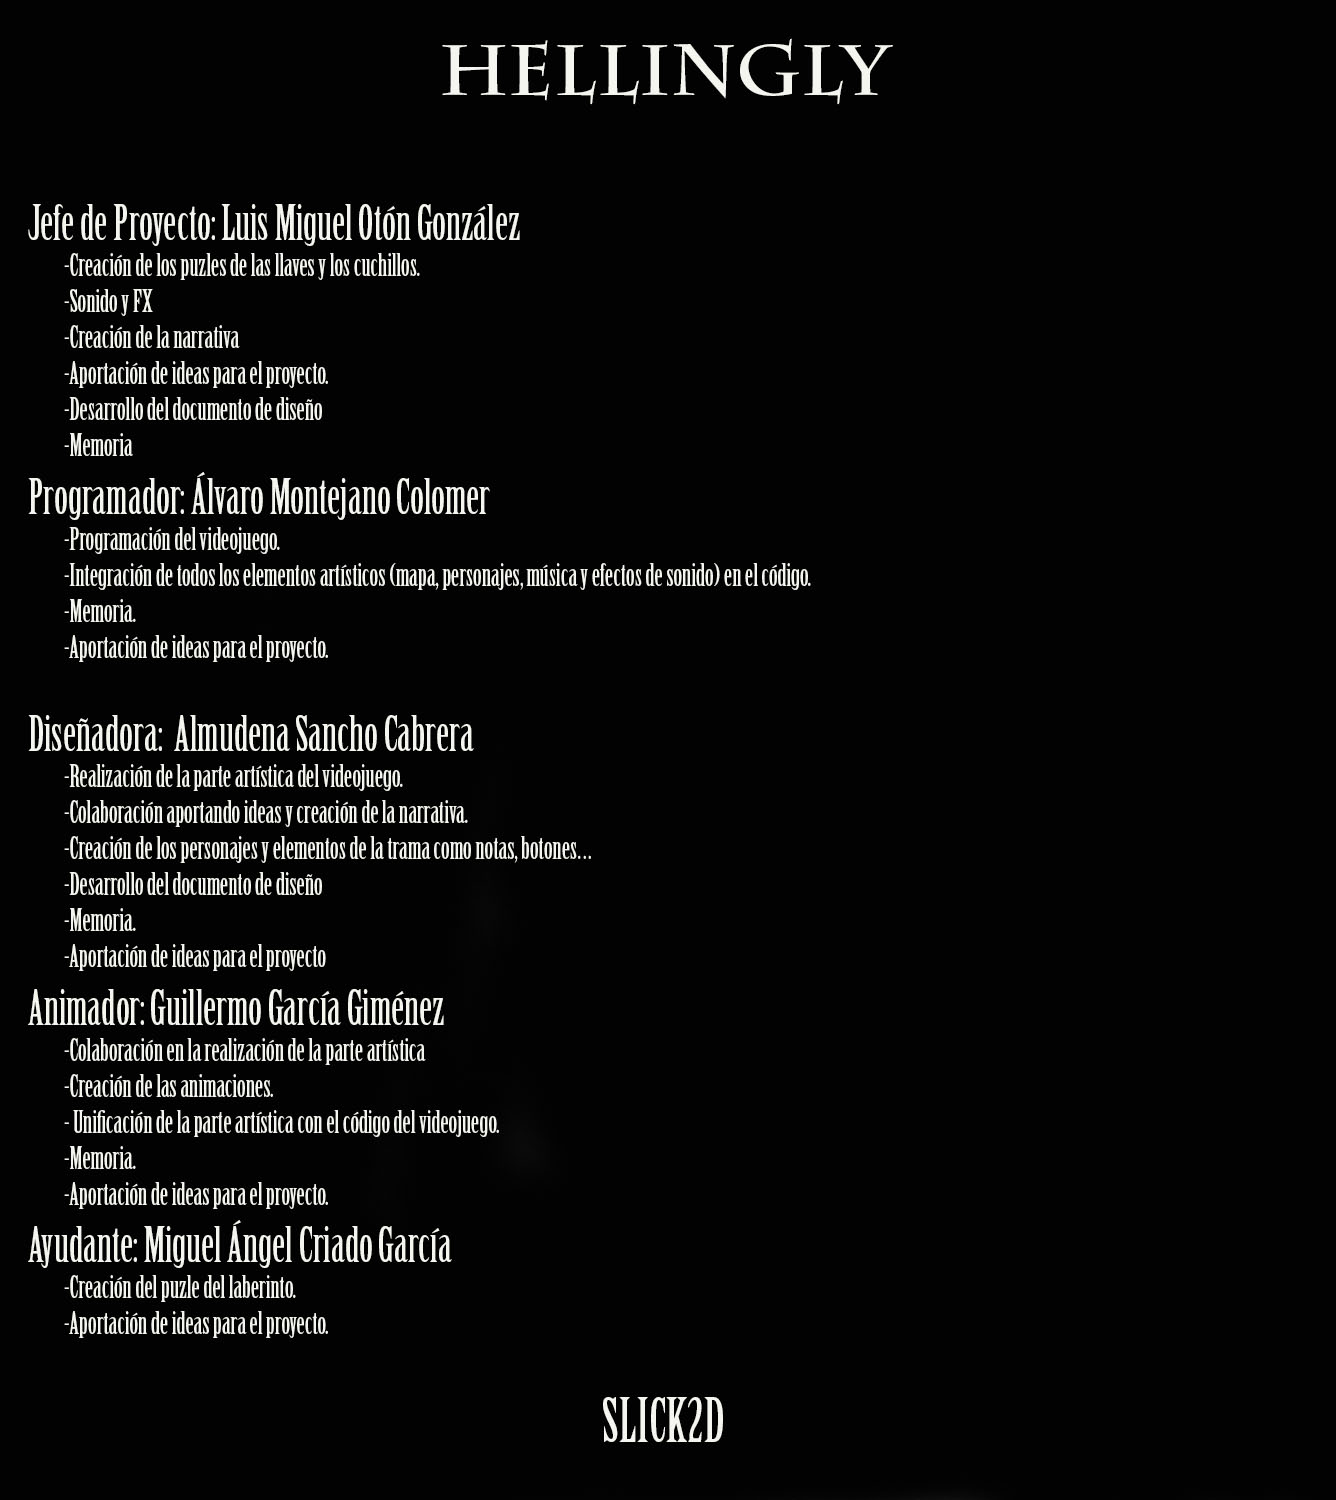 HELLINGLY
Jefe de Proyecto: Luis Miguel Otón González
-Creación de los puzles de las llaves y los cuchillos.
-Sonido y FX
-Creación de la narrativa
-Aportación de ideas para el proyecto.
-Desarrollo del documento de diseño
-Memoria
Programador: Álvaro Montejano Colomer
-Programación del videojuego.
-Integración de todos los elementos artísticos (mapa, personajes, música y efectos de sonido) en el código.
-Memoria.
-Aportación de ideas para el proyecto.
Diseñadora: Almudena Sancho Cabrera
-Realización de la parte artística del videojuego.
-Colaboración aportando ideas y creación de la narrativa.
-Creación de los personajes y elementos de la trama como notas, botones...
-Desarrollo del documento de diseño
-Memoria.
-Aportación de ideas para el proyecto
Animador: Guillermo García Giménez
-Colaboración en la realización de la parte artística
-Creación de las animaciones.
- Unificación de la parte artística con el código del videojuego.
-Memoria.
-Aportación de ideas para el proyecto.
Ayudante: Miguel Ángel Criado García
-Creación del puzle del laberinto.
-Aportación de ideas para el proyecto.
SLICK2D